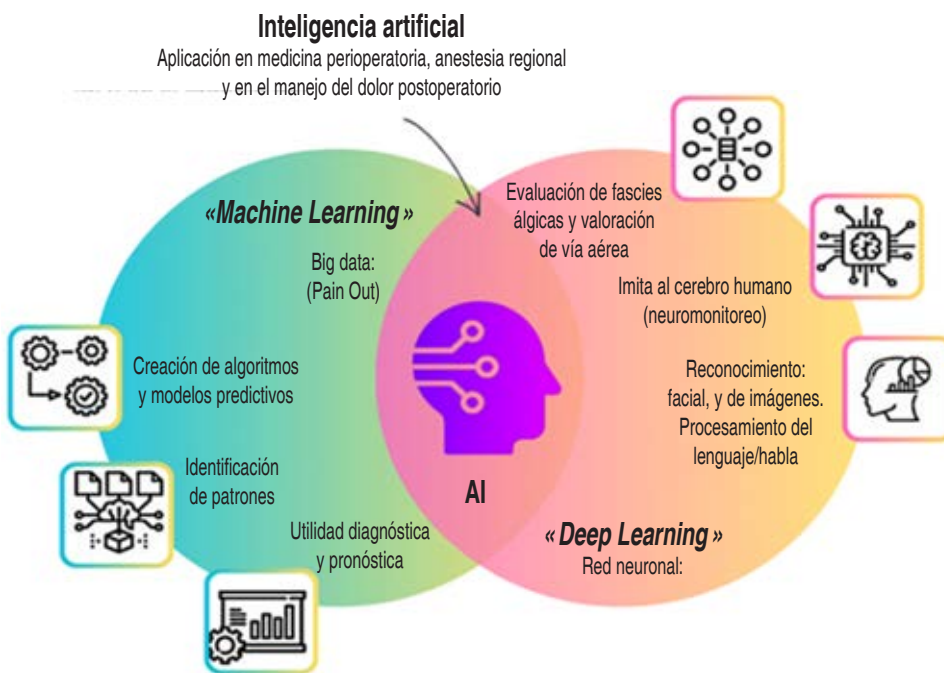 Inteligencia artificial
Aplicación en medicina perioperatoria, anestesia regional
y en el manejo del dolor postoperatorio
«Machine Learning»
Big data:
(Pain Out)
Creación de algoritmos
y modelos predictivos
Identificación
de patrones
Utilidad diagnóstica
y pronóstica
AI
Evaluación de fascies
álgicas y valoración
de vía aérea
Imita al cerebro humano
(neuromonitoreo)
Reconocimiento:
facial, y de imágenes.
Procesamiento del
lenguaje/habla
«Deep Learning»
Red neuronal: